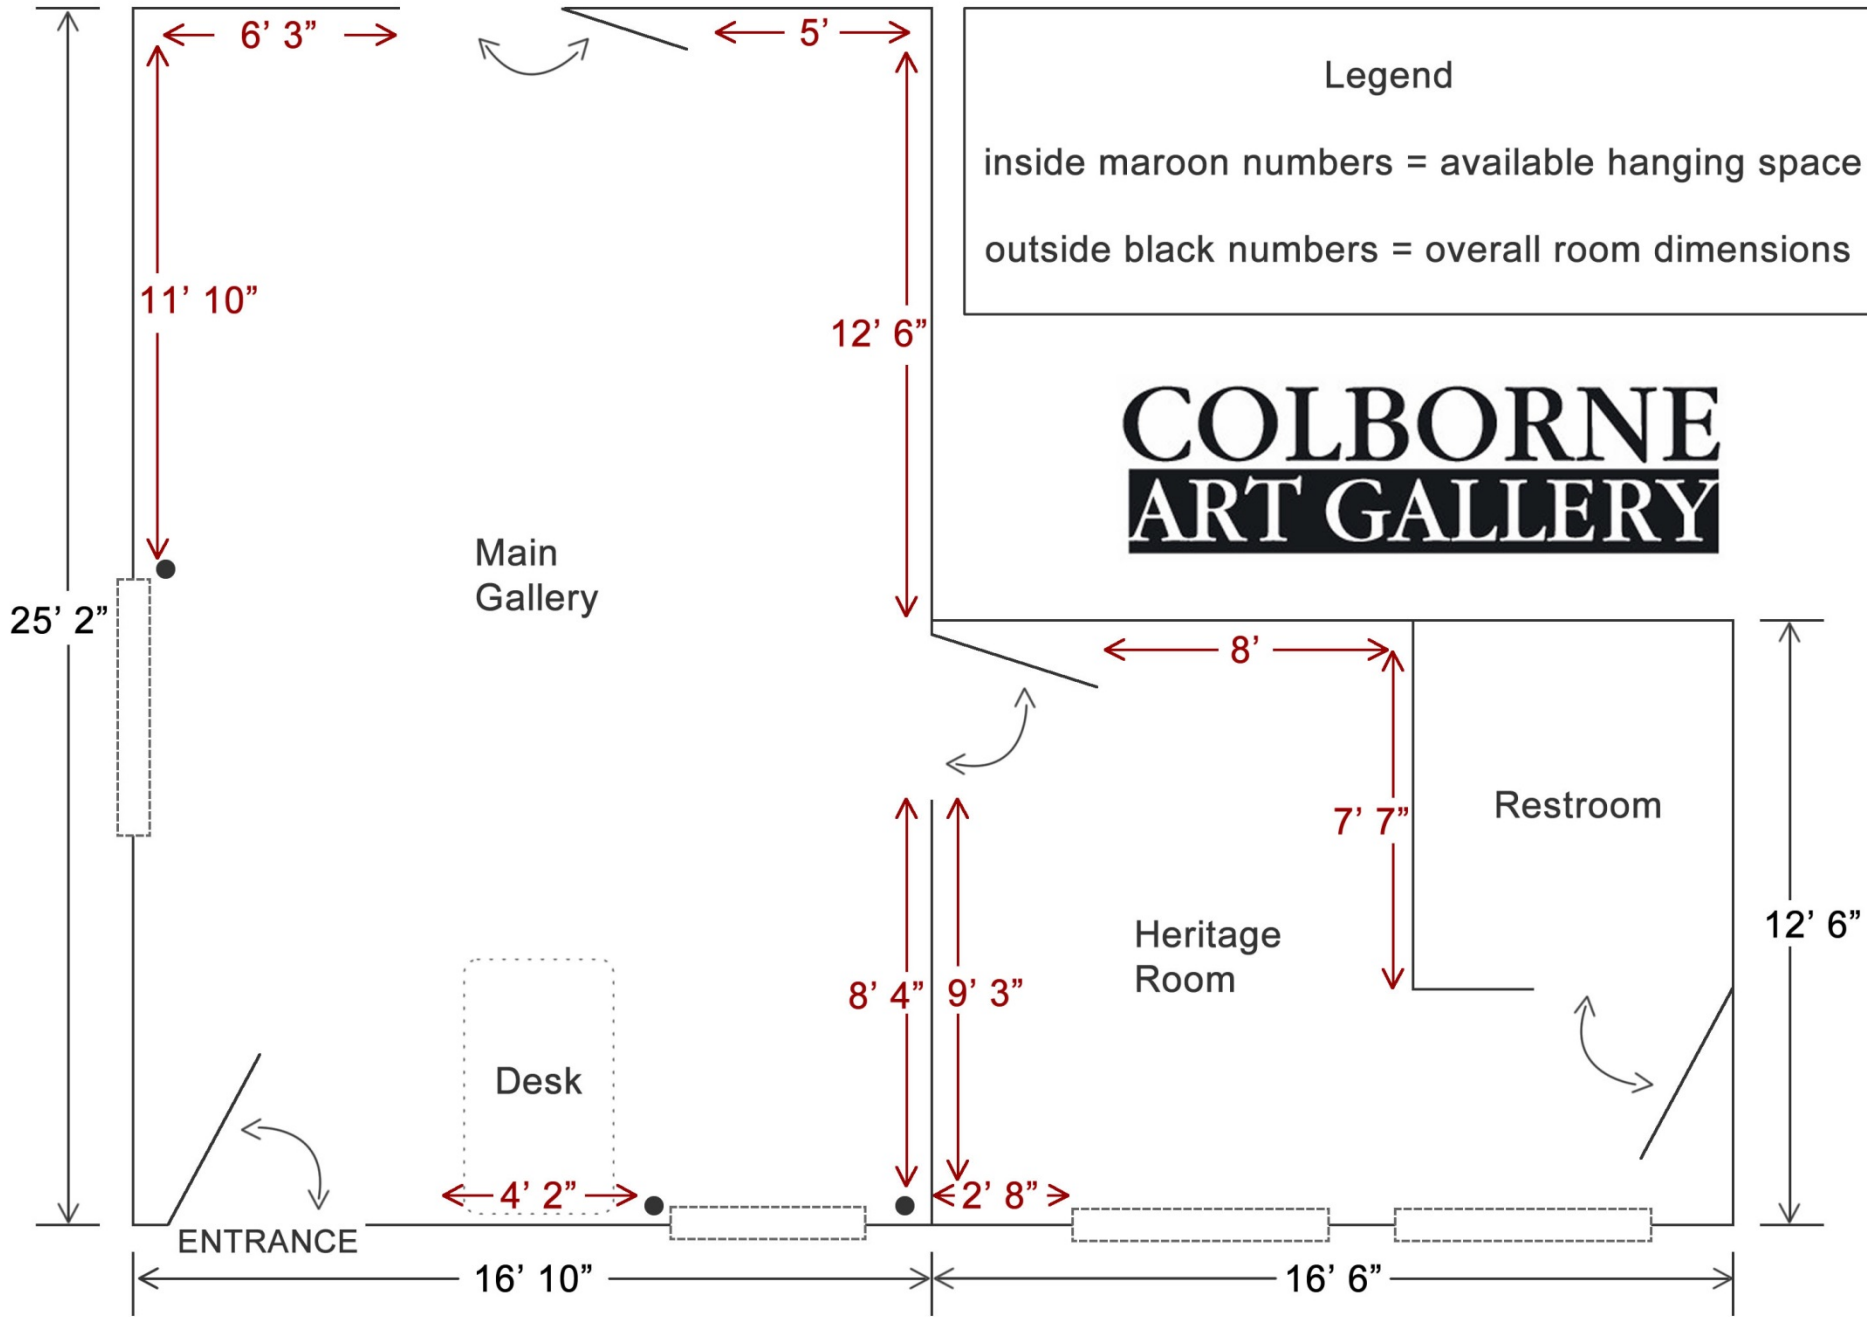 6’ 3”
5’
Legend
inside maroon numbers = available hanging space
outside black numbers = overall room dimensions
11’ 10”
12’ 6”
COLBORNE
ART GALLERY
Main
Gallery
25’ 2”
8’
7’ 7”
Restroom
12’ 6”
Heritage
Room
8’ 4”
9’ 3”
Desk
4’ 2”
2’ 8”
ENTRANCE
16’ 10”
16’ 6”